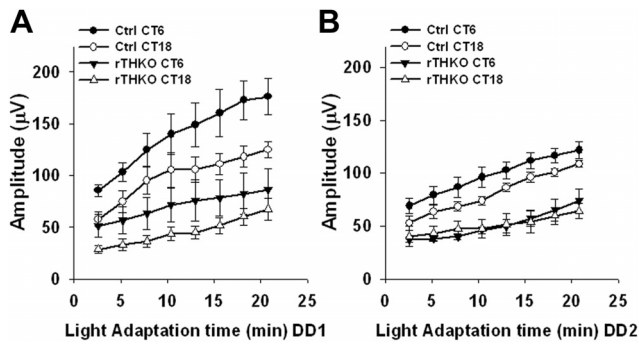 A
Ctrl CT6
Ctrl CT18
rTHKO CT6
rTHKO CT18
Amplitude (µV)
200
150
100
50
0
0 5 10 15 20 25
Light Adaptation time (min) DD1
B
Ctrl CT6
Ctrl CT18
rTHKO CT6
rTHKO CT18
Amplitude (µV)
200
150
100
50
0
0 5 10 15 20 25
Light Adaptation time (min) DD2